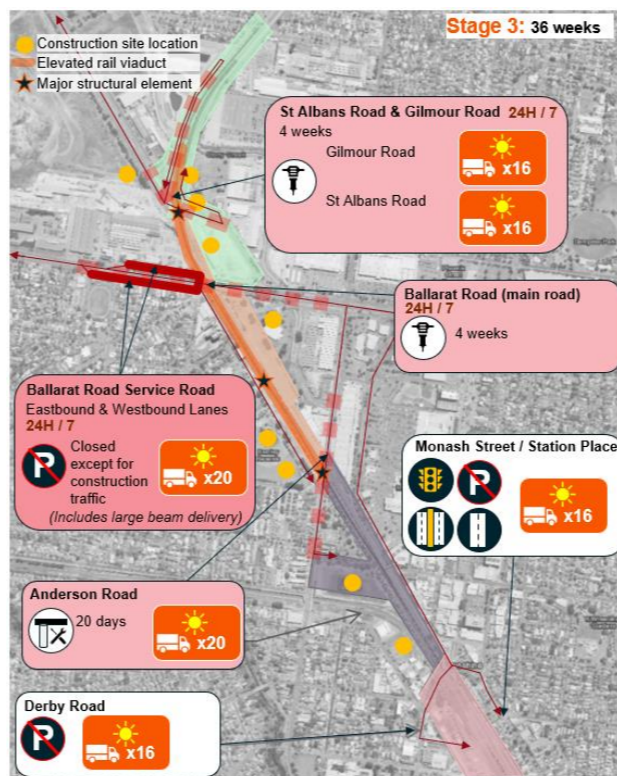 Stage 3: 36 weeks
Construction site location
Elevated rail viaduct
Major structural element
St Albans Road & Gilmour Road 24H / 7
4 weeks
Gilmour Road
x16
St Albans Road
x16
Ballarat Road (main road)
24H / 7
4 weeks
Ballarat Road Service Road
Eastbound & Westbound Lanes
24H / 7
P
Closed
except for
construction
traffic
x20
(Includes large beam delivery)
Monash Street / Station Place
P
x16
Anderson Road
20 days
x20
Derby Road
P
x16